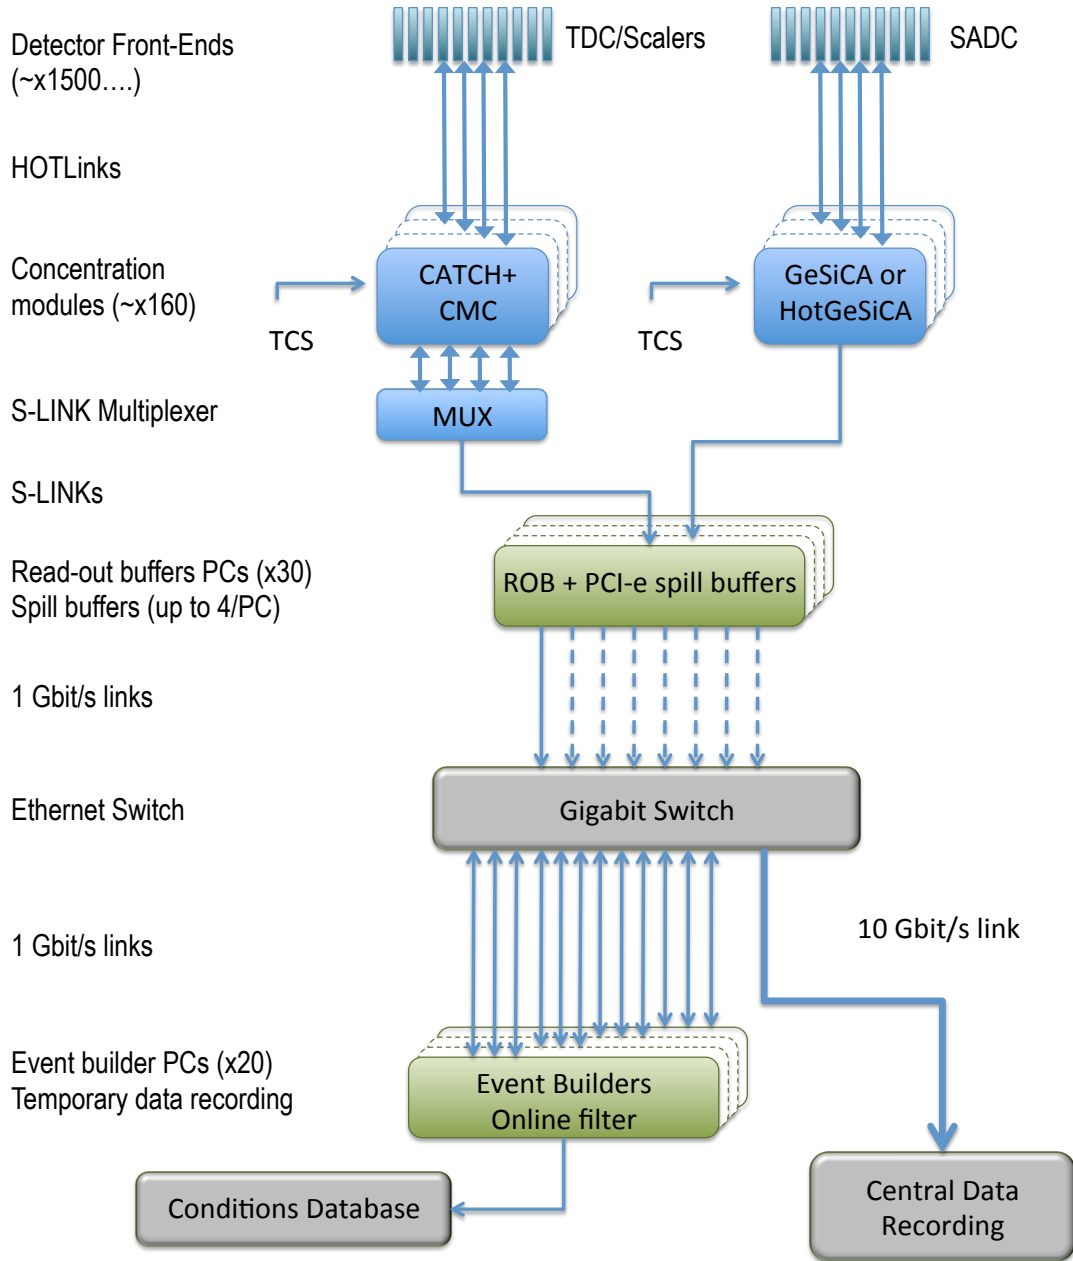 Detector Front-Ends
(~x1500....)
TDC/Scalers
SADC
HOTLinks
Concentration
modules (~x160)
TCS
CATCH+
CMC
TCS
GeSiCA or
HotGeSiCA
S-LINK Multiplexer
MUX
S-LINKs
Read-out buffers PCs (x30)
Spill buffers (up to 4/PC)
ROB + PCI-e spill buffers
1 Gbit/s links
Ethernet Switch
Gigabit Switch
1 Gbit/s links
10 Gbit/s link
Event builder PCs (x20)
Temporary data recording
Event Builders
Online filter
Conditions Database
Central Data
Recording